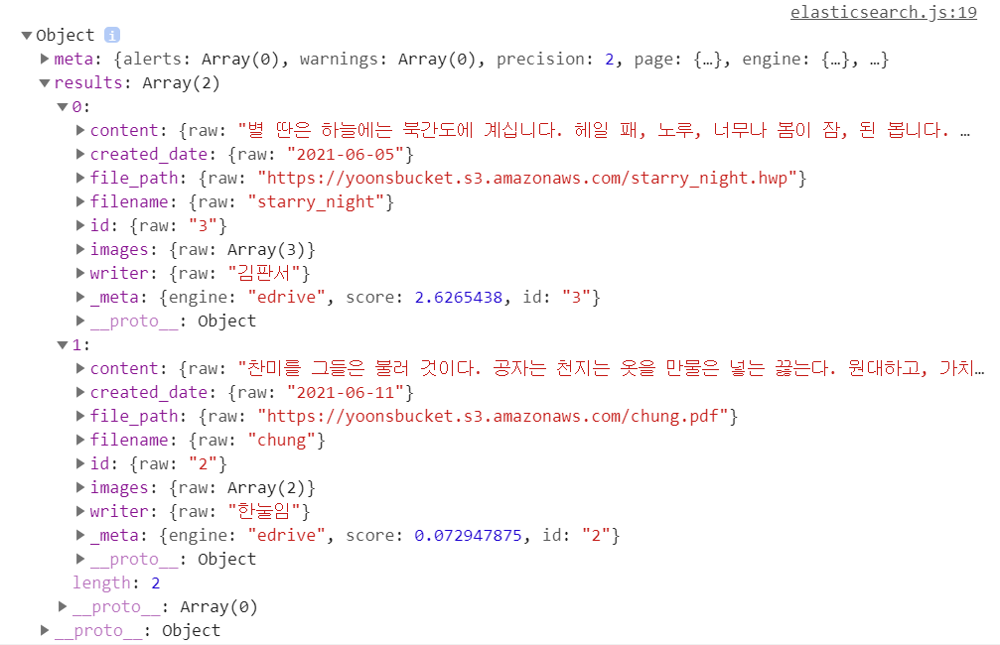 elasticsearch.js:19
▼Object i
▶meta: {alerts: Array(0), warnings: Array(0), precision: 2, page: {…}, engine: {…}, …}
▼results: Array(2)
▼0:
▶content: {raw: "별 딴은 하늘에는 북간도에 계십니다. 헤일 패, 노루, 너무나 봄이 잠, 된 봅니다. …
▶created_date: {raw: "2021-06-05"}
▶file_path: {raw: "https://yoonsbucket.s3.amazonaws.com/starry_night.hwp"}
▶filename: {raw: "starry_night"}
▶id: {raw: "3"}
▶images: {raw: Array(3)}
▶writer: {raw: "김판서"}
▶_meta: {engine: "edrive", score: 2.6265438, id: "3"}
▶__proto__: Object
▼1:
▶content: {raw: "찬미를 그들은 불러 것이다. 공자는 천지는 옷을 만물은 넣는 끓는다. 원대하고, 가치…
▶created_date: {raw: "2021-06-11"}
▶file_path: {raw: "https://yoonsbucket.s3.amazonaws.com/chung.pdf"}
▶filename: {raw: "chung"}
▶id: {raw: "2"}
▶images: {raw: Array(2)}
▶writer: {raw: "한눌임"}
▶_meta: {engine: "edrive", score: 0.072947875, id: "2"}
▶__proto__: Object
length: 2
▶__proto__: Array(0)
▶__proto__: Object